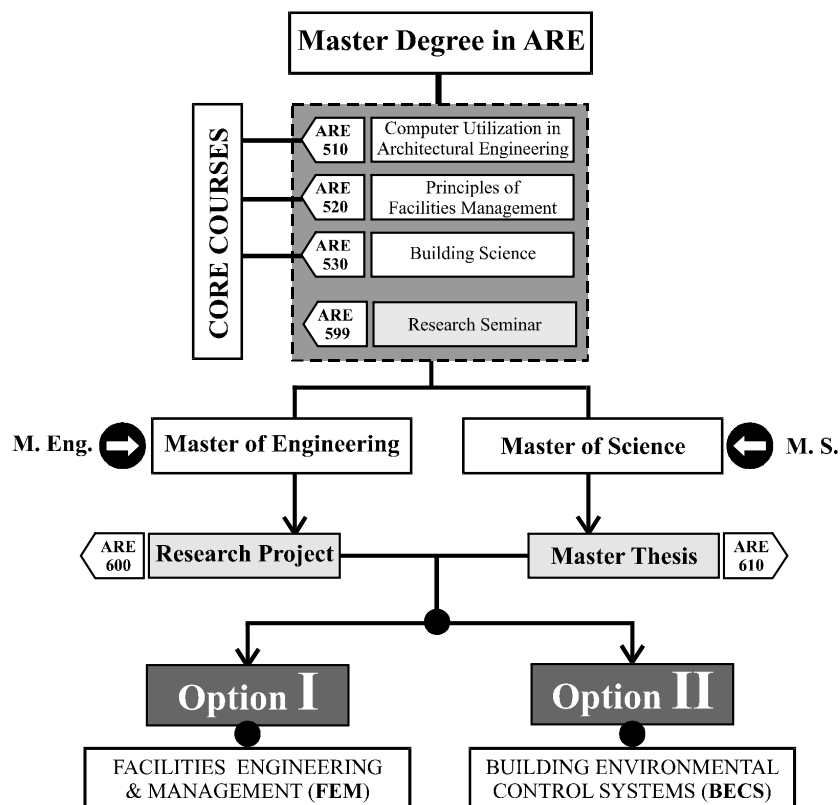 Master Degree in ARE
CORE COURSES
ARE
510
Computer Utilization in
Architectural Engineering
ARE
520
Principles of
Facilities Management
ARE
530
Building Science
ARE
599
Research Seminar
M. Eng.
Master of Engineering
Master of Science
M. S.
ARE
600
Research Project
Master Thesis
ARE
610
Option I
Option II
FACILITIES ENGINEERING
& MANAGEMENT (FEM)
BUILDING ENVIRONMENTAL
CONTROL SYSTEMS (BECS)